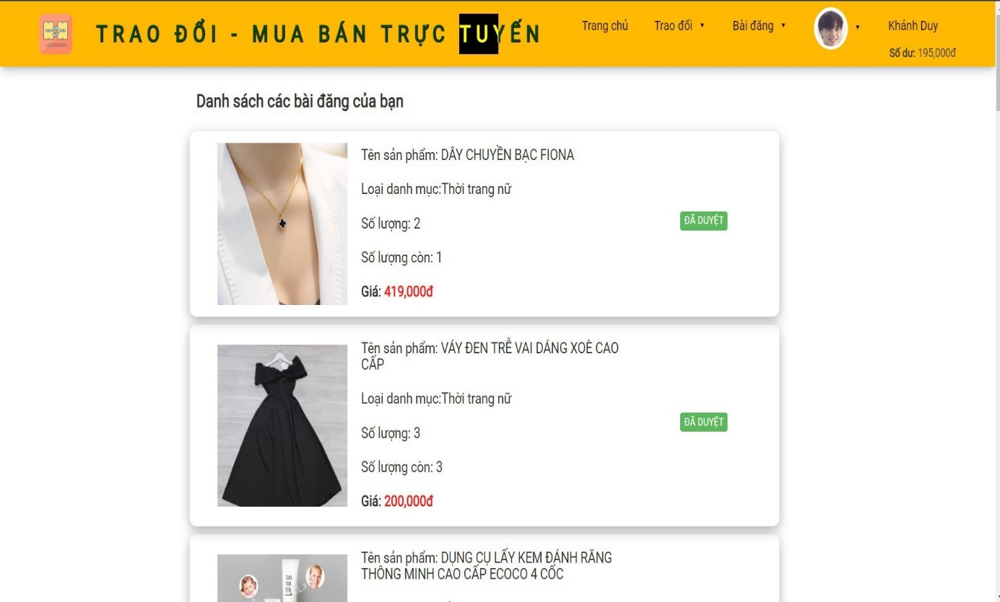 TRAO ĐỔI - MUA BÁN TRỰC TUYẾN
Trang chủ
Trao đổi
Bài đăng
Khánh Duy
Số dư: 195,000đ
Danh sách các bài đăng của bạn
Tên sản phẩm: DÂY CHUYỀN BẠC FIONA
Loại danh mục:Thời trang nữ
Số lượng: 2
ĐÃ DUYỆT
Số lượng còn: 1
Giá: 419,000đ
Tên sản phẩm: VÁY ĐEN TRỄ VAI DÁNG XOÈ CAO
CẤP
Loại danh mục:Thời trang nữ
ĐÃ DUYỆT
Số lượng: 3
Số lượng còn: 3
Giá: 200,000đ
Tên sản phẩm: DỤNG CỤ LẤY KEM ĐÁNH RĂNG
THÔNG MINH CAO CẤP ECOCO 4 CỐC